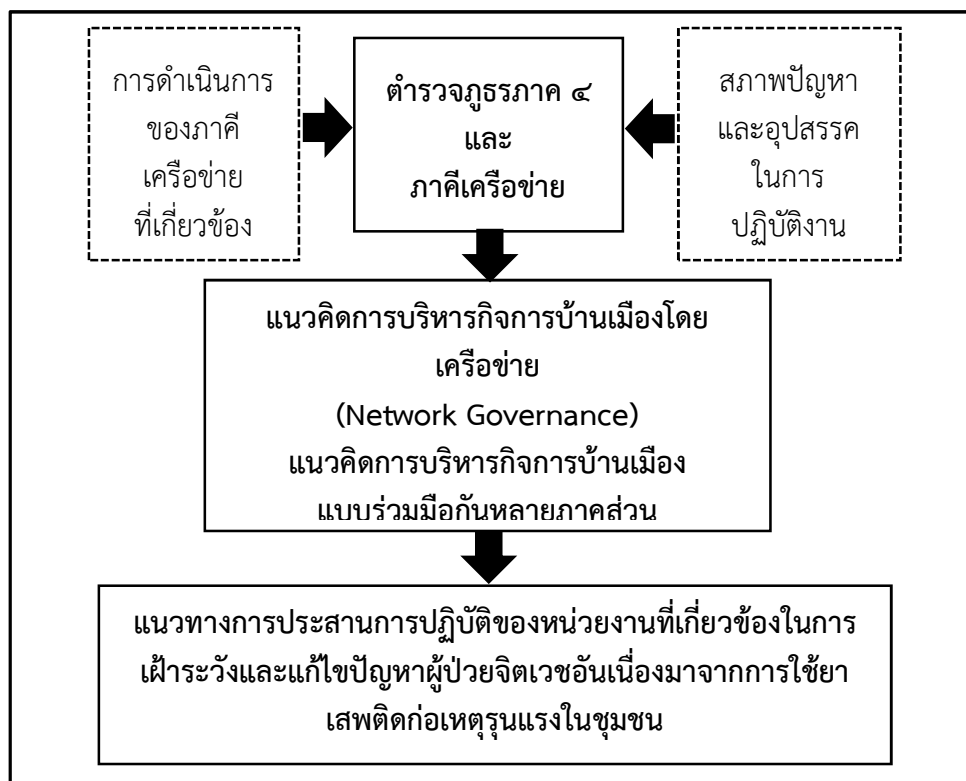 การดำเนินการ
ของภาคี
เครือข่าย
ที่เกี่ยวข้อง
ตำรวจภูธรภาค ๔
และ
ภาคีเครือข่าย
สภาพปัญหา
และอุปสรรค
ในการ
ปฏิบัติงาน
แนวคิดการบริหารกิจการบ้านเมืองโดย
เครือข่าย
(Network Governance)
แนวคิดการบริหารกิจการบ้านเมือง
แบบร่วมมือกันหลายภาคส่วน
แนวทางการประสานการปฏิบัติของหน่วยงานที่เกี่ยวข้องในการ
เฝ้าระวังและแก้ไขปัญหาผู้ป่วยจิตเวชอันเนื่องมาจากการใช้ยา
เสพติดก่อเหตุรุนแรงในชุมชน